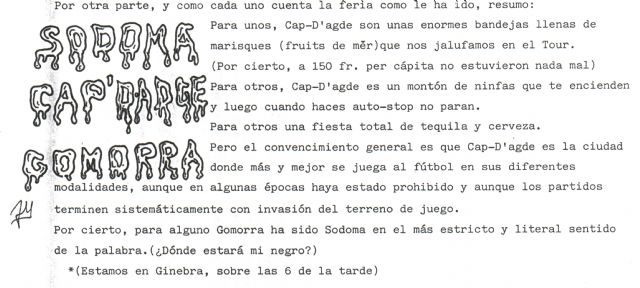 Por otra parte, y como cada uno cuenta la feria como le ha ido, resumo:
SODOMA
CAP'D'ADGE
GOMORRA
Para unos, Cap-D'agde son unas enormes bandejas llenas de
marisques (fruits de mĕr)que nos jalufamos en el Tour.
(Por cierto, a 150 fr. per cápita no estuvieron nada mal)
Para otros, Cap-D'agde es un montón de ninfas que te encienden
y luego cuando haces auto-stop no paran.
Para otros una fiesta total de tequila y cerveza.
Pero el convencimiento general es que Cap-D'agde es la ciudad
donde más y mejor se juega al fútbol en sus diferentes
modalidades, aunque en algunas épocas haya estado prohibido y aunque los partidos
terminen sistemáticamente con invasión del terreno de juego.
Por cierto, para alguno Gomorra ha sido Sodoma en el más estricto y literal sentido
de la palabra.(¿Dónde estará mi negro?)
*(Estamos en Ginebra, sobre las 6 de la tarde)